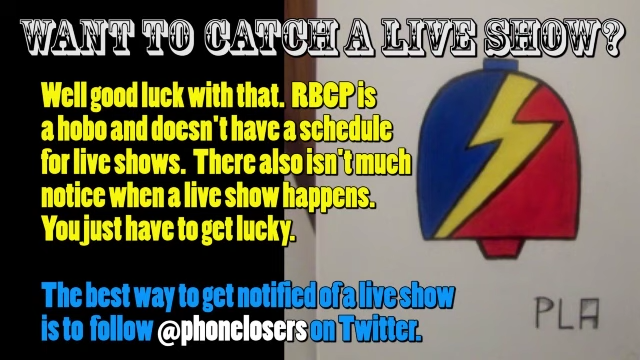 WANT TO CATCH A LIVE SHOW?
Well good luck with that. RBCP is
a hobo and doesn't have a schedule
for live shows. There also isn't much
notice when a live show happens.
You just have to get lucky.
The best way to get notified of a live show
is to follow @phonelosers on Twitter.
PLA